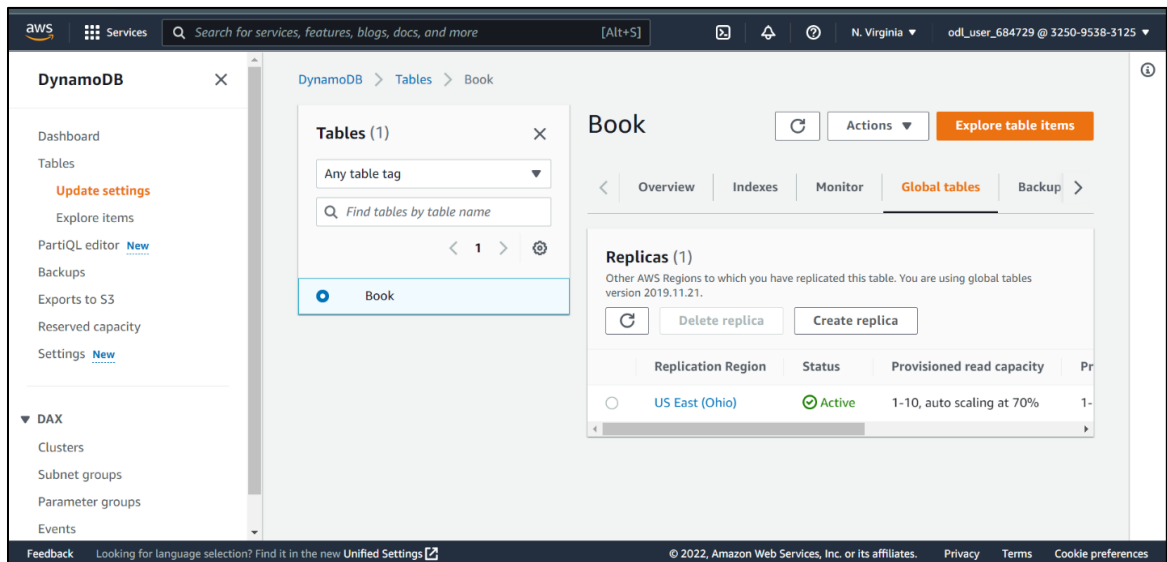 aws
Services
Search for services, features, blogs, docs, and more
[Alt+S]
N. Virginia
odl_user_684729 @ 3250-9538-3125
DynamoDB
Dashboard
Tables
Update settings
Explore items
PartiQL editor New
Backups
Exports to S3
Reserved capacity
Settings New
DAX
Clusters
Subnet groups
Parameter groups
Events
DynamoDB > Tables > Book
Tables (1)
Any table tag
Find tables by table name
1
Book
Book
Actions
Explore table items
Overview
Indexes
Monitor
Global tables
Backup
Replicas (1)
Other AWS Regions to which you have replicated this table. You are using global tables
version 2019.11.21.
Delete replica
Create replica
Replication Region
Status
Provisioned read capacity
Pr
US East (Ohio)
Active
1-10, auto scaling at 70%
1-
Feedback
Looking for language selection? Find it in the new Unified Settings
© 2022, Amazon Web Services, Inc. or its affiliates.
Privacy
Terms
Cookie preferences